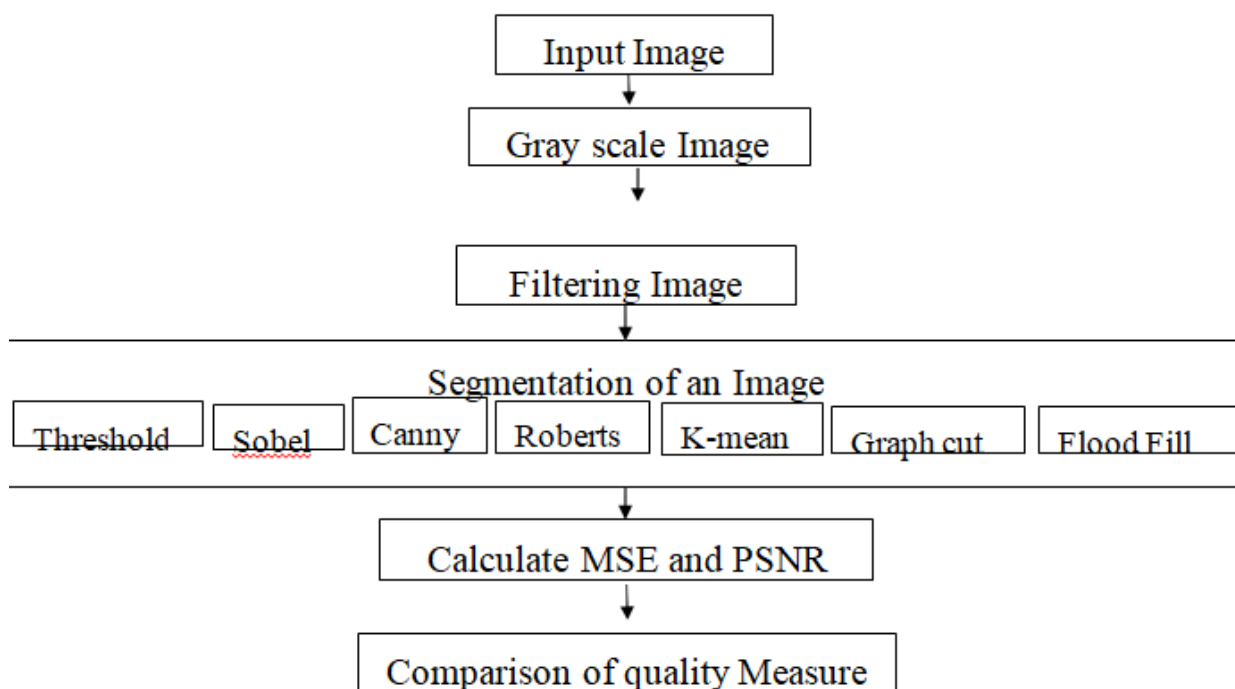 Input Image
Gray scale Image
Filtering Image
Segmentation of an Image
Threshold Sobel Canny Roberts K-mean Graph cut Flood Fill
Calculate MSE and PSNR
Comparison of quality Measure